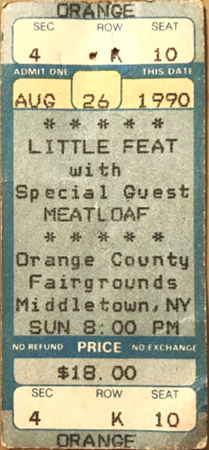 ORANGE
SEC ROW SEAT
4 K 10
ADMIT ONE THIS DATE
AUG 26 1990
* * * * *
LITTLE FEAT
with
Special Guest
MEATLOAF
* * * * *
Orange County
Fairgrounds
Middletown, NY
SUN 8:00 PM
NO REFUND PRICE NO EXCHANGE
$18.00
SEC ROW SEAT
4 K 10
ORANGE